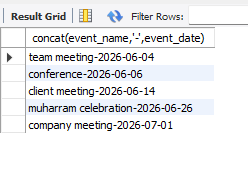 Result Grid Filter Rows:
concat(event_name,'-',event_date)
team meeting-2026-06-04
conference-2026-06-06
client meeting-2026-06-14
muharram celebration-2026-06-26
company meeting-2026-07-01